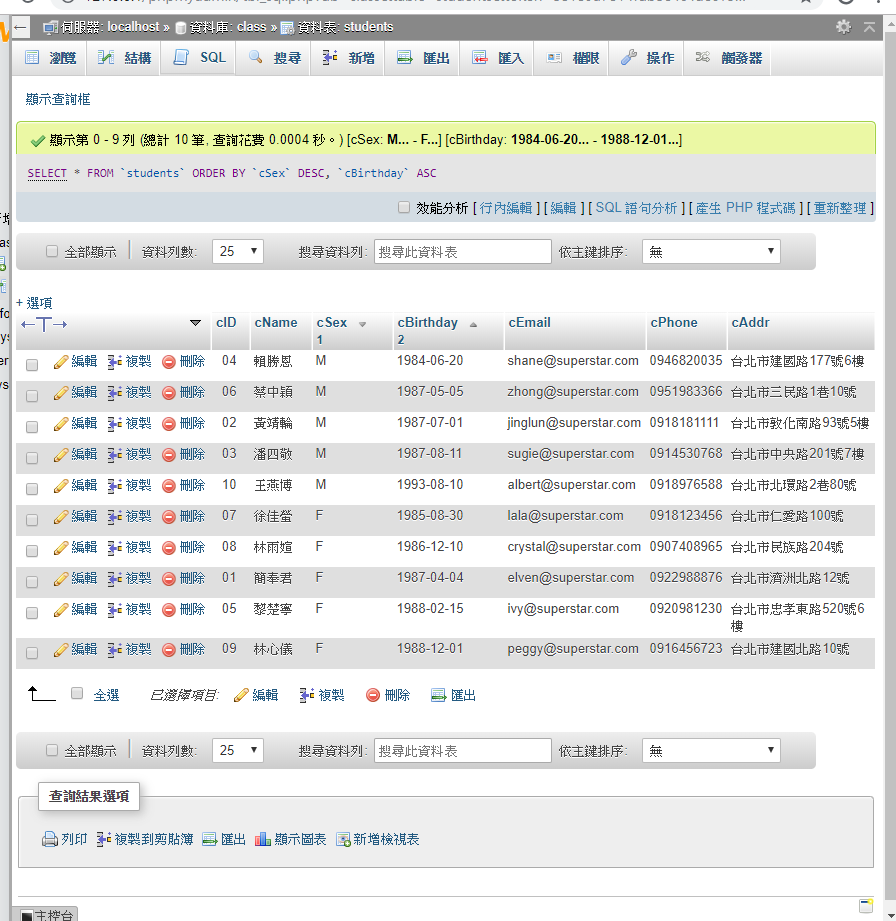 伺服器: localhost » 資料庫: class » 資料表: students
瀏覽 結構 SQL 搜尋 新增 匯出 匯入 權限 操作 觸發器
顯示查詢框
顯示第 0 - 9 列 (總計 10 筆, 查詢花費 0.0004 秒。) [cSex: M... - F...] [cBirthday: 1984-06-20... - 1988-12-01...]
SELECT * FROM `students` ORDER BY `cSex` DESC, `cBirthday` ASC
效能分析 [ 行內編輯 ] [ 編輯 ] [ SQL 語句分析 ] [ 產生 PHP 程式碼 ] [ 重新整理 ]
全部顯示 資料列數: 25 搜尋資料列: 搜尋此資料表 依主鍵排序: 無
+ 選項
←T→ cID cName cSex 1 cBirthday 2 cEmail cPhone cAddr
編輯 複製 刪除 04 賴勝恩 M 1984-06-20 shane@superstar.com 0946820035 台北市建國路177號6樓
編輯 複製 刪除 06 蔡中穎 M 1987-05-05 zhong@superstar.com 0951983366 台北市三民路1巷10號
編輯 複製 刪除 02 黃靖輪 M 1987-07-01 jinglun@superstar.com 0918181111 台北市敦化南路93號5樓
編輯 複製 刪除 03 潘四敬 M 1987-08-11 sugie@superstar.com 0914530768 台北市中央路201號7樓
編輯 複製 刪除 10 王燕博 M 1993-08-10 albert@superstar.com 0918976588 台北市北環路2巷80號
編輯 複製 刪除 07 徐佳螢 F 1985-08-30 lala@superstar.com 0918123456 台北市仁愛路100號
編輯 複製 刪除 08 林雨媗 F 1986-12-10 crystal@superstar.com 0907408965 台北市民族路204號
編輯 複製 刪除 01 簡奉君 F 1987-04-04 elven@superstar.com 0922988876 台北市濟洲北路12號
編輯 複製 刪除 05 黎楚寧 F 1988-02-15 ivy@superstar.com 0920981230 台北市忠孝東路520號6
樓
編輯 複製 刪除 09 林心儀 F 1988-12-01 peggy@superstar.com 0916456723 台北市建國北路10號
全選 已選擇項目: 編輯 複製 刪除 匯出
全部顯示 資料列數: 25 搜尋資料列: 搜尋此資料表 依主鍵排序: 無
查詢結果選項
列印 複製到剪貼簿 匯出 顯示圖表 新增檢視表
主控台